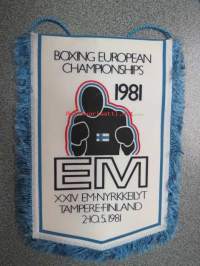 BOXING EUROPEAN
CHAMPIONSHIPS
1981
EM
XXIV EM-NYRKKEILYT
TAMPERE-FINLAND
2-10.5.1981